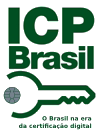 ICP
Brasil
O Brasil na era
da certificação digital